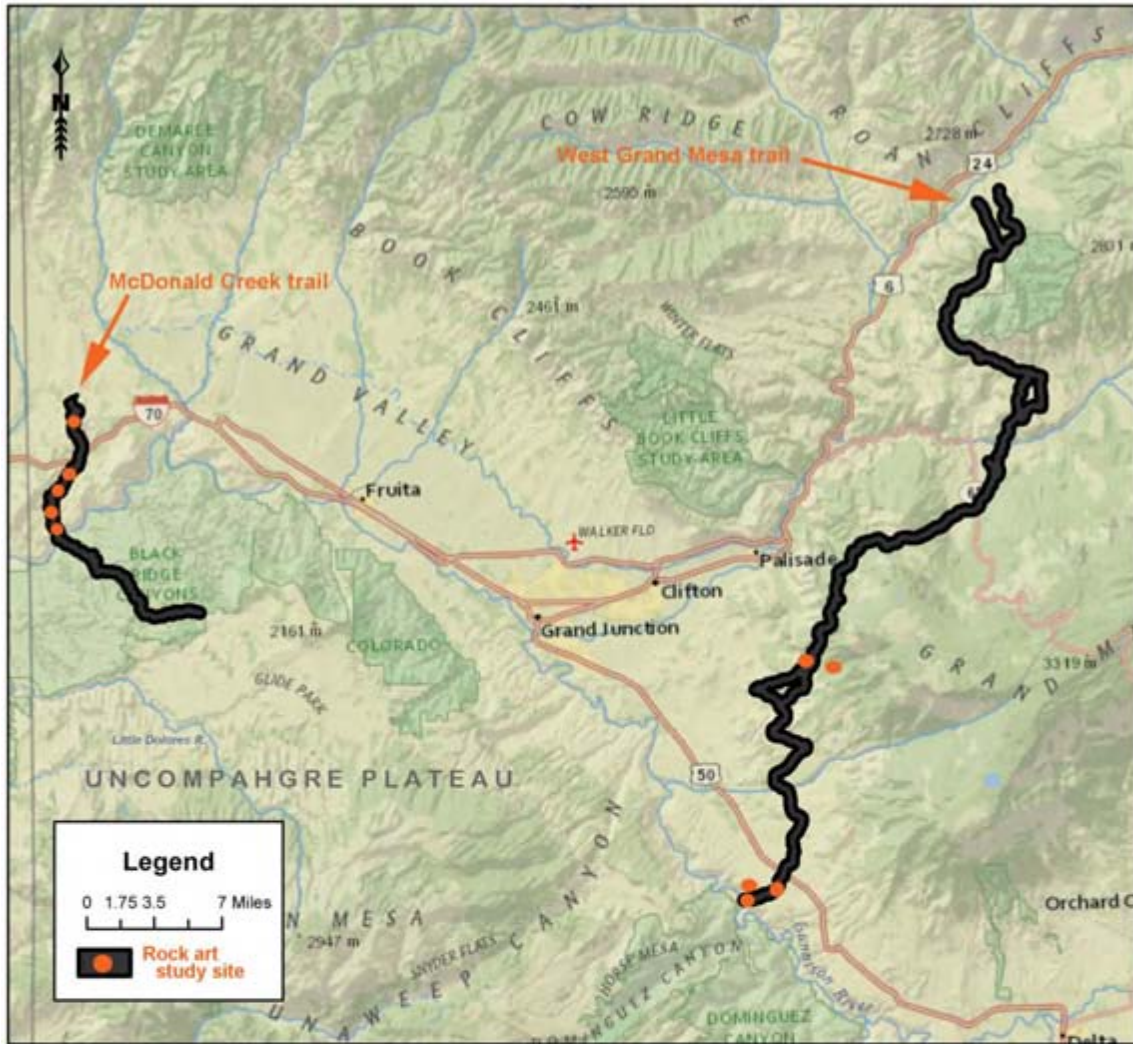 N
DEMAREE
CANYON
STUDY AREA
COW RIDGE
ROAN CLIFFS
2728 m
24
West Grand Mesa trail
2595 m
BOOK CLIFFS
McDonald Creek trail
2461 m
6
WINTER FLATS
GRAND VALLEY
70
LITTLE
BOOK CLIFFS
STUDY AREA
Fruita
WALKER FLD
Palisade
BLACK
RIDGE
CANYONS
Clifton
Grand Junction
2161 m
COLORADO
GRAND M
3319 m
GLIDE PARK
Little Dolores R.
UNCOMPAHGRE PLATEAU
50
Legend
0 1.75 3.5 7 Miles
Rock art
study site
N MESA
2947 m
SNYDER FLATS
UNAWEEP CANYON
HORSE MESA
DOMINGUEZ CANYON
Gunnison River
Orchard C
DOMINGUEZ
CANYON
Delta